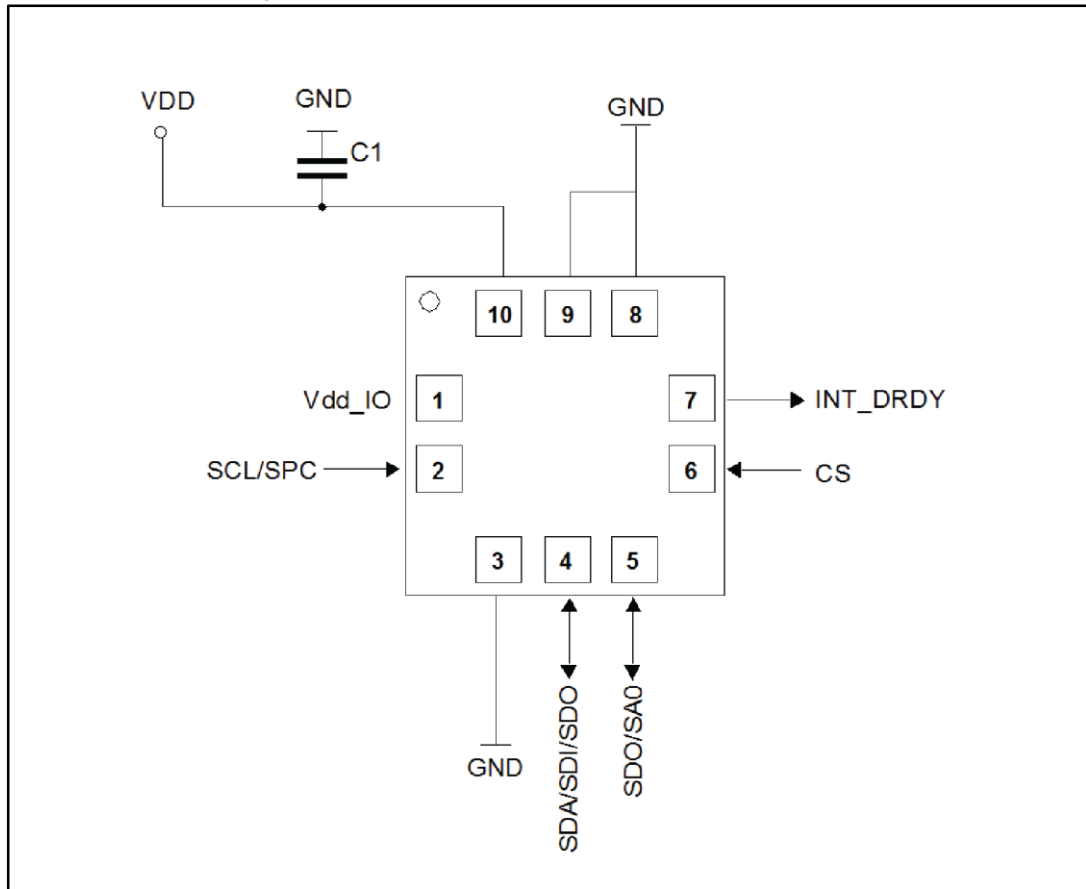 VDD
GND
C1
GND
10
9
8
Vdd_IO
1
7
INT_DRDY
SCL/SPC
2
6
CS
3
4
5
GND
SDA/SDI/SDO
SDO/SA0